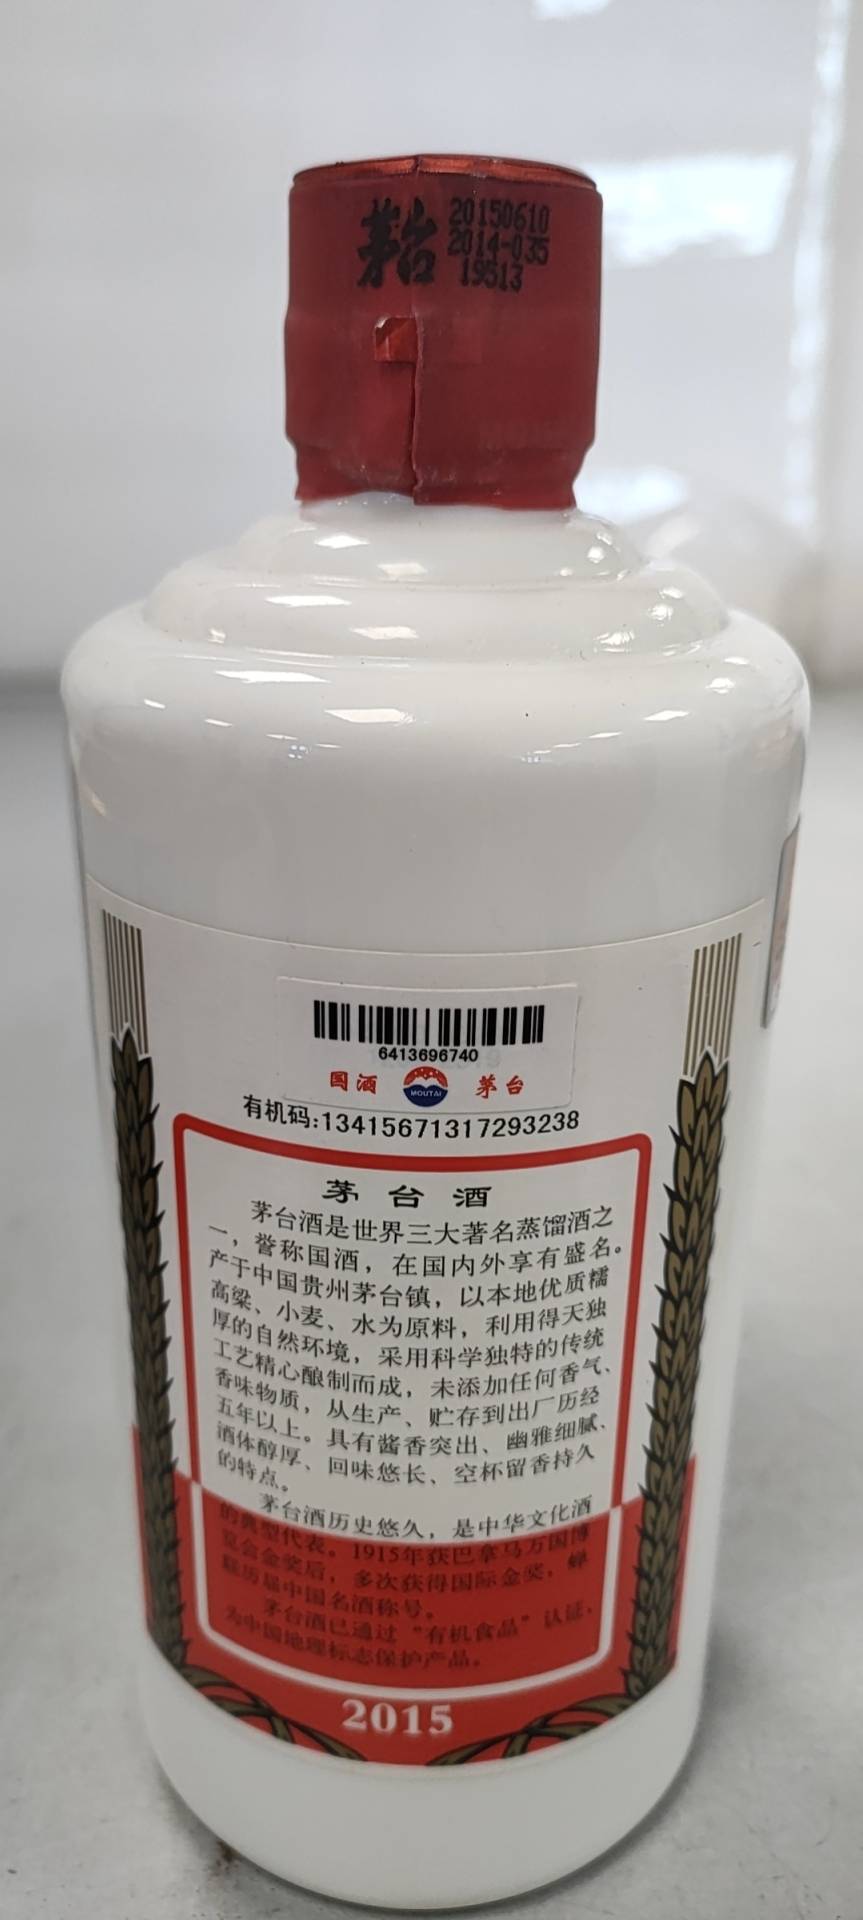 茅台
20150610
2014-035
19513
6413696740
国酒
MOUTAI
茅台
有机码:13415671317293238
茅台酒
茅台酒是世界三大著名蒸馏酒之
一，誉称国酒，在国内外享有盛名。
产于中国贵州茅台镇，以本地优质糯
高粱、小麦、水为原料，利用得天独
厚的自然环境，采用科学独特的传统
工艺精心酿制而成，未添加任何香气、
香味物质，从生产、贮存到出厂历经
五年以上。具有酱香突出、幽雅细腻、
酒体醇厚、回味悠长、空杯留香持久
的特点。
茅台酒历史悠久，是中华文化酒
的典型代表。1915年获巴拿马万国博
览会金奖后，多次获得国际金奖，蝉
联历届中国名酒称号。
茅台酒已通过“有机食品”认证，
为中国地理标志保护产品。
2015